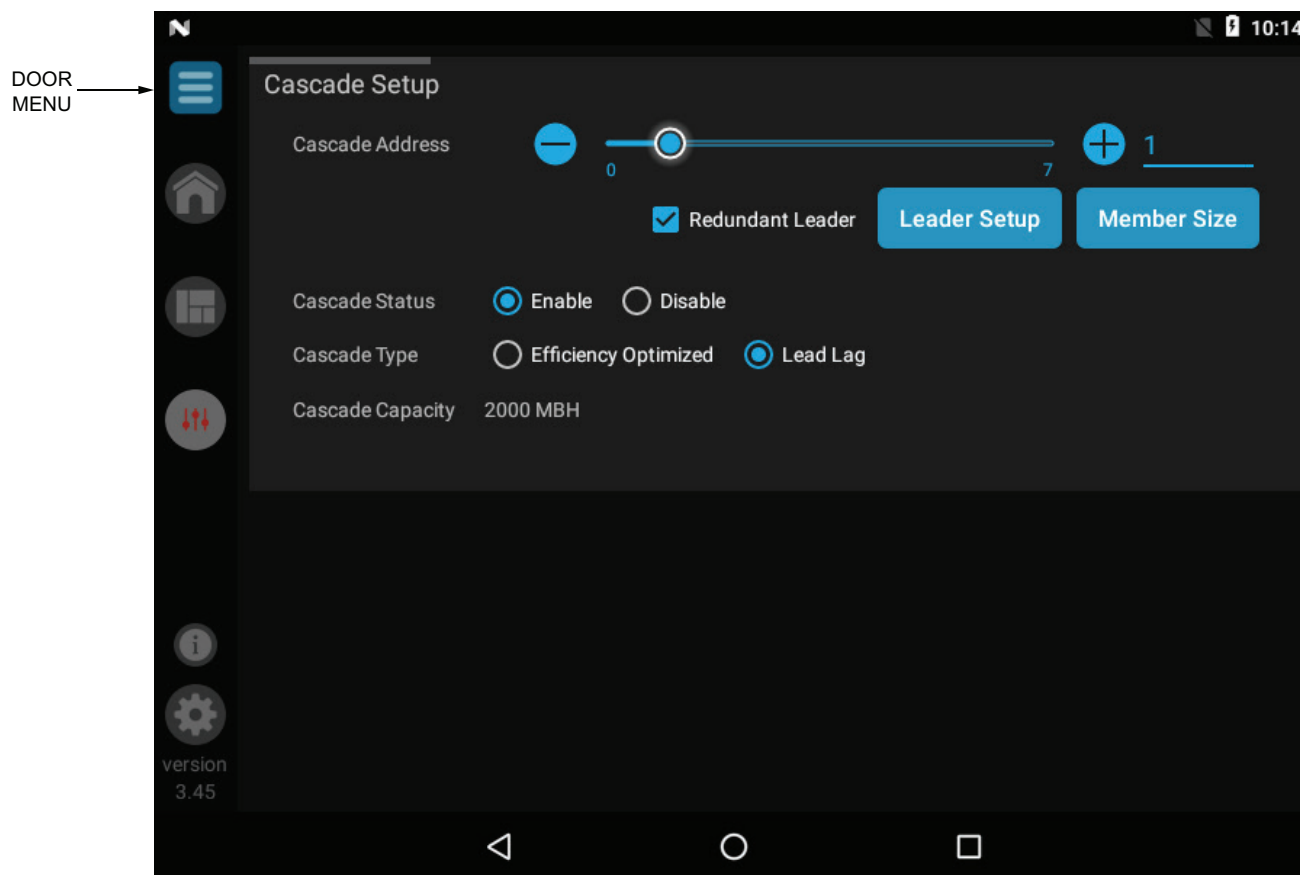 10:14
DOOR
MENU
Cascade Setup
Cascade Address
0
7
1
Redundant Leader
Leader Setup
Member Size
Cascade Status
Enable
Disable
Cascade Type
Efficiency Optimized
Lead Lag
Cascade Capacity
2000 MBH
version
3.45